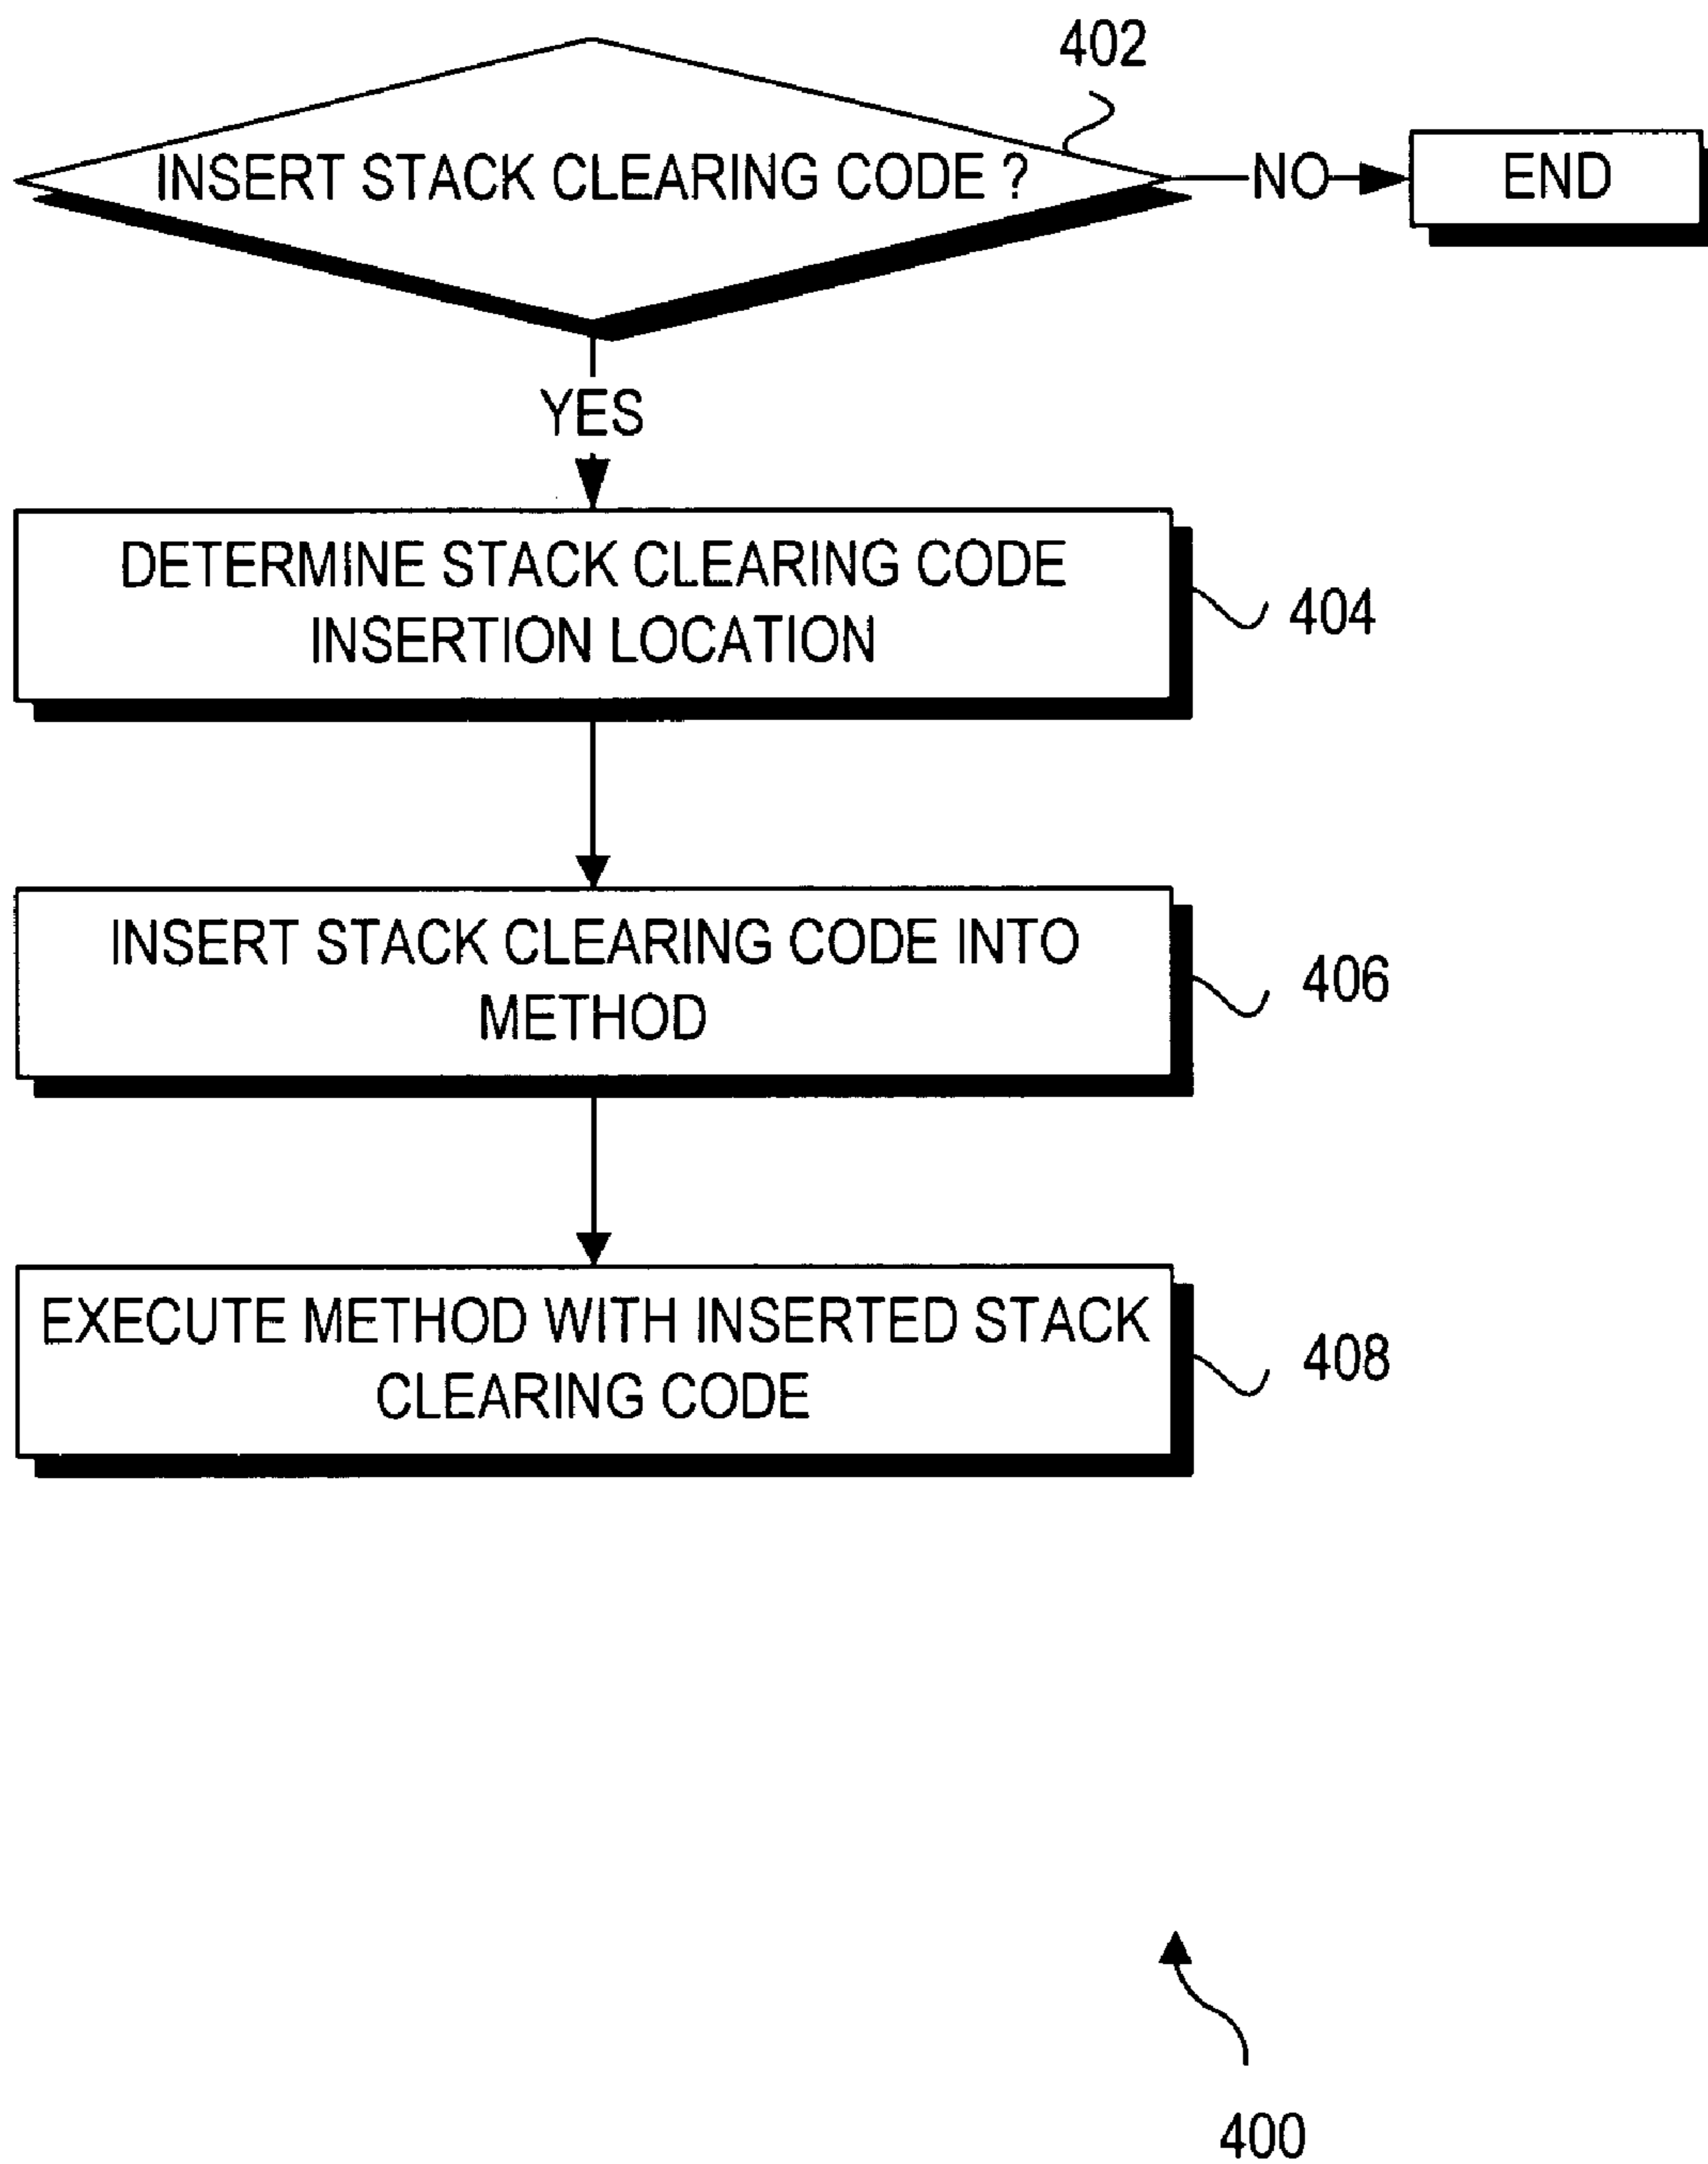 402
INSERT STACK CLEARING CODE ?
NO
END
YES
DETERMINE STACK CLEARING CODE
INSERTION LOCATION
404
INSERT STACK CLEARING CODE INTO
METHOD
406
EXECUTE METHOD WITH INSERTED STACK
CLEARING CODE
408
400